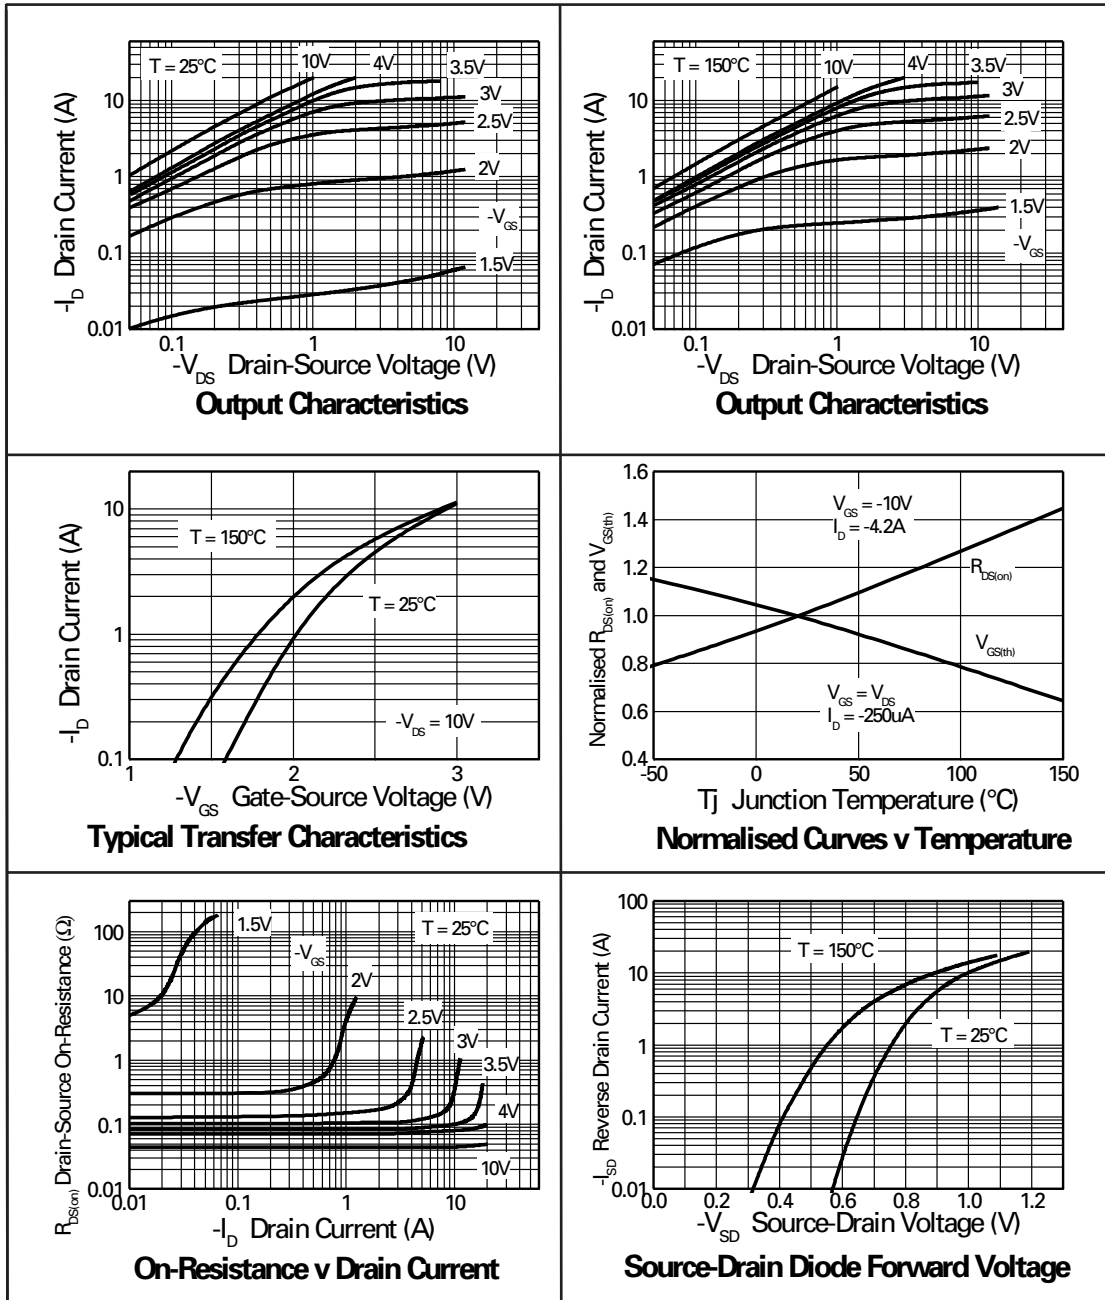 T = 25°C
10V
4V
3.5V
3V
2.5V
2V
-VGS
1.5V
10
1
0.1
0.01
-ID Drain Current (A)
0.1
1
10
-VDS Drain-Source Voltage (V)
Output Characteristics
T = 150°C
10V
4V
3.5V
3V
2.5V
2V
1.5V
-VGS
10
1
0.1
0.01
-ID Drain Current (A)
0.1
1
10
-VDS Drain-Source Voltage (V)
Output Characteristics
T = 150°C
T = 25°C
-VDS = 10V
10
1
0.1
-ID Drain Current (A)
1
2
3
-VGS Gate-Source Voltage (V)
Typical Transfer Characteristics
1.6
1.4
1.2
1.0
0.8
0.6
0.4
Normalised RDS(on) and VGS(th)
VGS = -10V
ID = -4.2A
RDS(on)
VGS(th)
VGS = VDS
ID = -250uA
-50
0
50
100
150
Tj Junction Temperature (°C)
Normalised Curves v Temperature
1.5V
-VGS
T = 25°C
2V
2.5V
3V
3.5V
4V
10V
100
10
1
0.1
0.01
RDS(on) Drain-Source On-Resistance (Ω)
0.01
0.1
1
10
-ID Drain Current (A)
On-Resistance v Drain Current
T = 150°C
T = 25°C
100
10
1
0.1
0.01
-ISD Reverse Drain Current (A)
0.0
0.2
0.4
0.6
0.8
1.0
1.2
-VSD Source-Drain Voltage (V)
Source-Drain Diode Forward Voltage